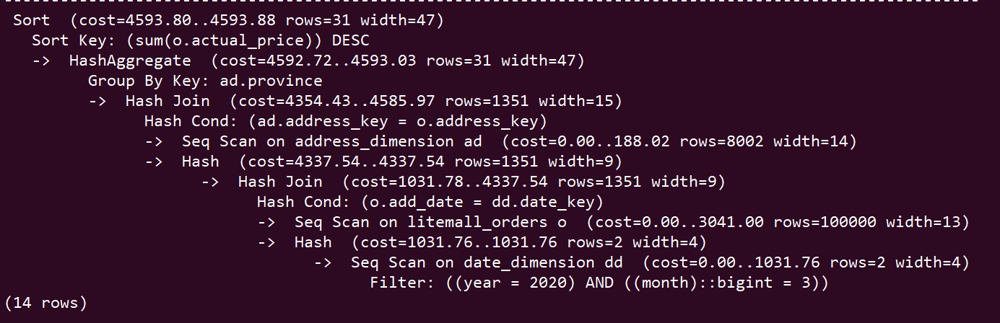 Sort  (cost=4593.80..4593.88 rows=31 width=47)
   Sort Key: (sum(o.actual_price)) DESC
   ->  HashAggregate  (cost=4592.72..4593.03 rows=31 width=47)
         Group By Key: ad.province
         ->  Hash Join  (cost=4354.43..4585.97 rows=1351 width=15)
               Hash Cond: (ad.address_key = o.address_key)
               ->  Seq Scan on address_dimension ad  (cost=0.00..188.02 rows=8002 width=14)
               ->  Hash  (cost=4337.54..4337.54 rows=1351 width=9)
                     ->  Hash Join  (cost=1031.78..4337.54 rows=1351 width=9)
                           Hash Cond: (o.add_date = dd.date_key)
                           ->  Seq Scan on litemall_orders o  (cost=0.00..3041.00 rows=100000 width=13)
                           ->  Hash  (cost=1031.76..1031.76 rows=2 width=4)
                                 ->  Seq Scan on date_dimension dd  (cost=0.00..1031.76 rows=2 width=4)
                                       Filter: ((year = 2020) AND ((month)::bigint = 3))
(14 rows)